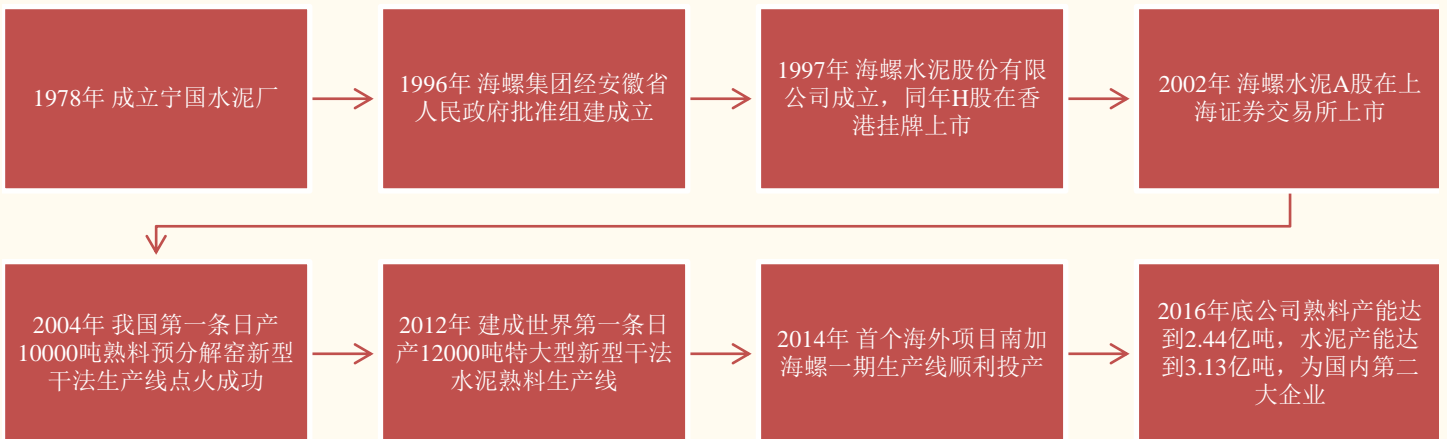 1978年 成立宁国水泥厂
1996年 海螺集团经安徽省
人民政府批准组建成立
1997年 海螺水泥股份有限
公司成立，同年H股在香
港挂牌上市
2002年 海螺水泥A股在上
海证券交易所上市
2004年 我国第一条日产
10000吨熟料预分解窑新型
干法生产线点火成功
2012年 建成世界第一条日
产12000吨特大型新型干法
水泥熟料生产线
2014年 首个海外项目南加
海螺一期生产线顺利投产
2016年底公司熟料产能达
到2.44亿吨，水泥产能达
到3.13亿吨，为国内第二
大企业